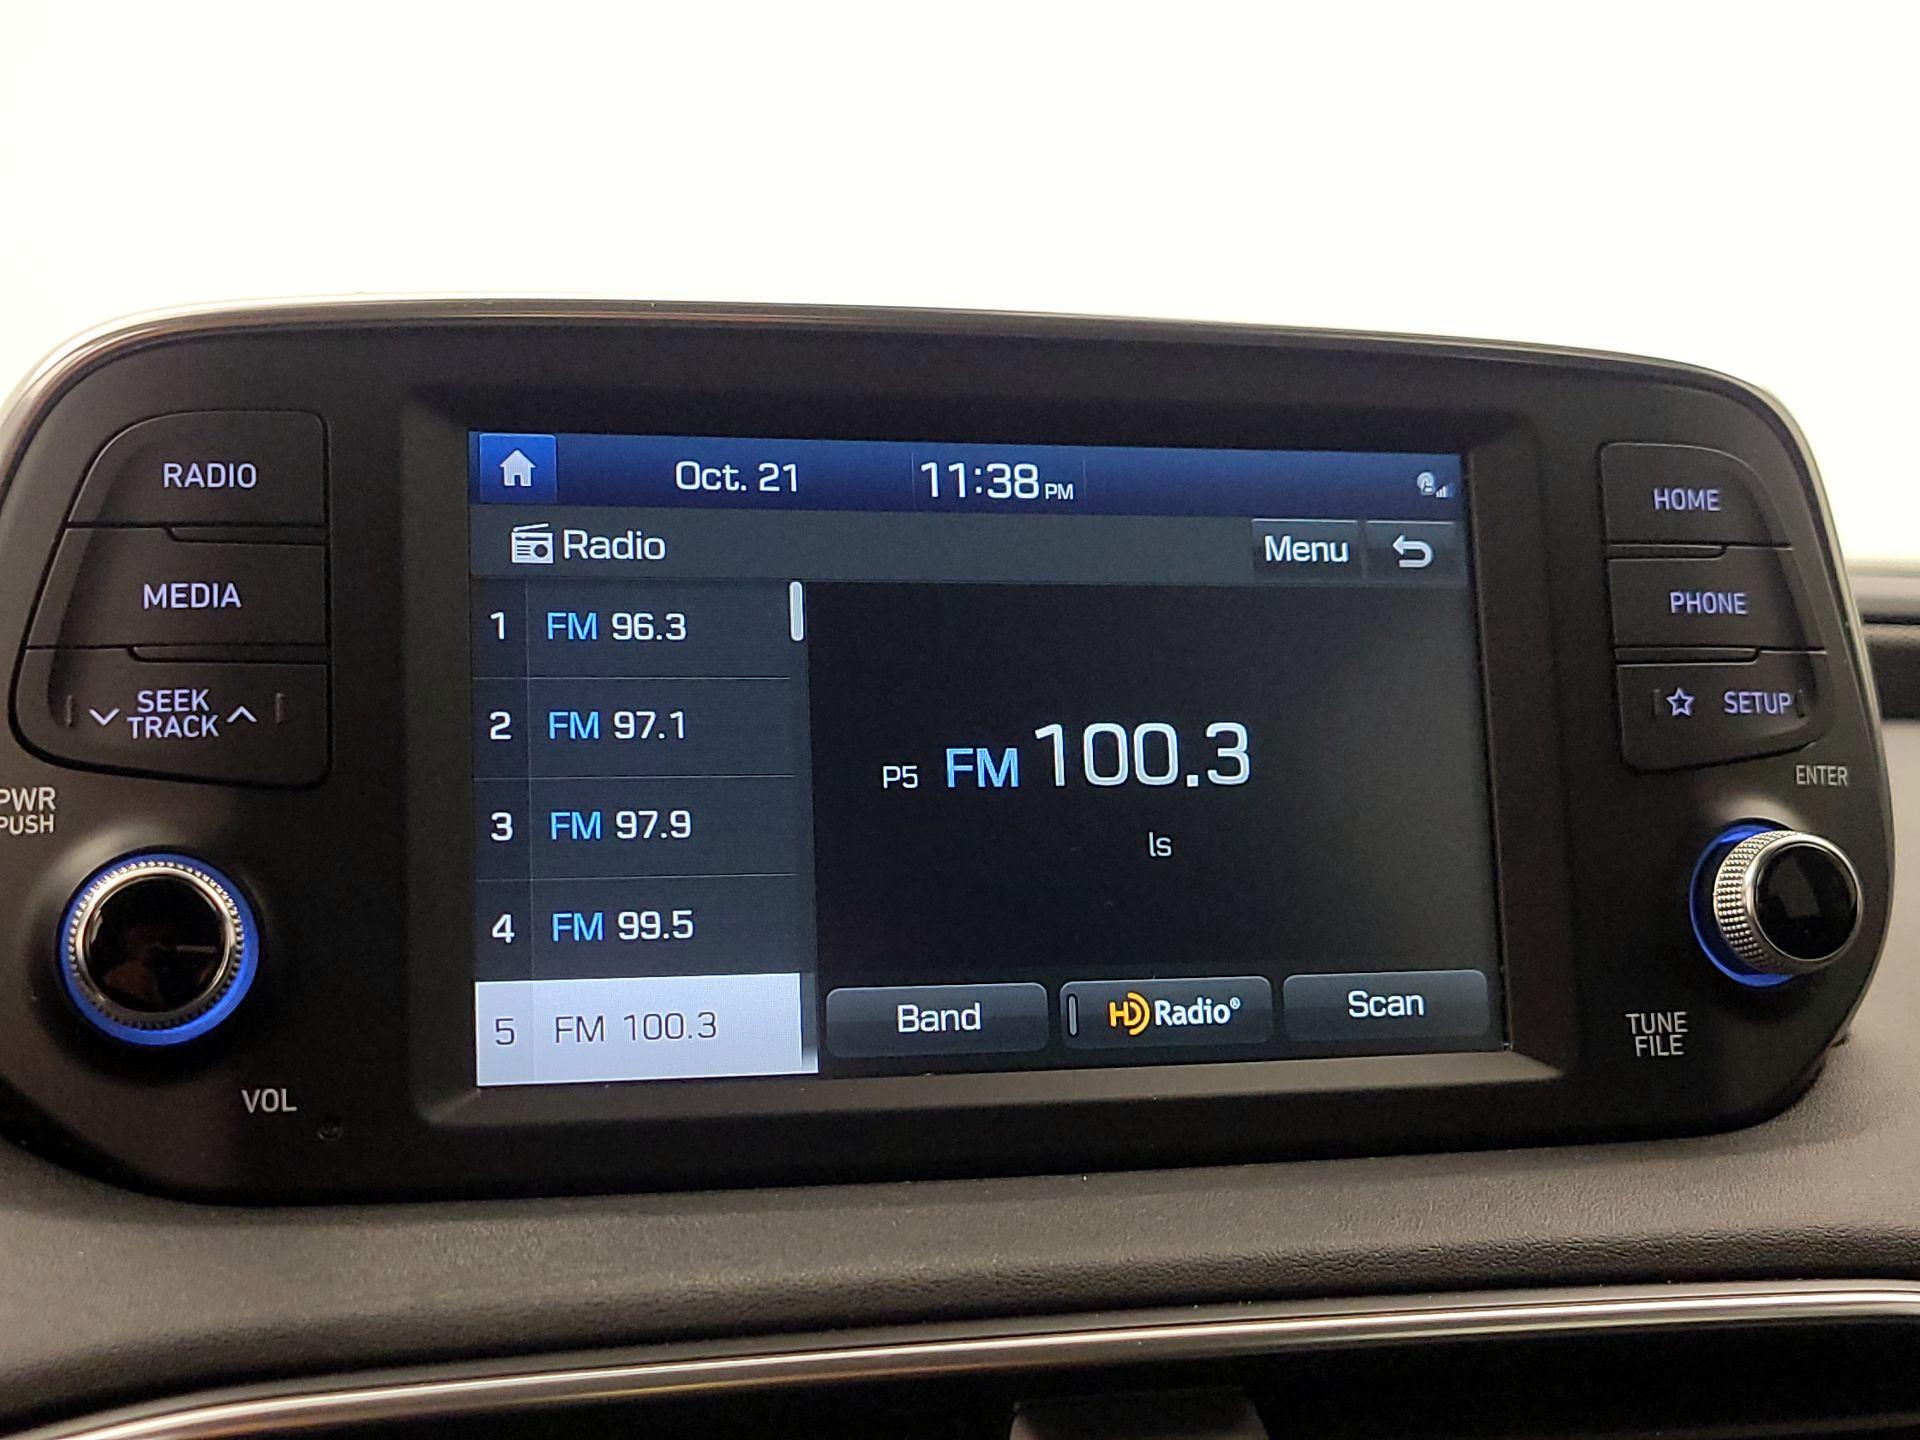 RADIO
MEDIA
SEEK
TRACK
PWR
PUSH
VOL
Oct. 21
11:38 PM
Radio
Menu
1 FM 96.3
2 FM 97.1
3 FM 97.9
4 FM 99.5
5 FM 100.3
P5 FM 100.3
Is
Band
HD Radio®
Scan
HOME
PHONE
SETUP
ENTER
TUNE
FILE